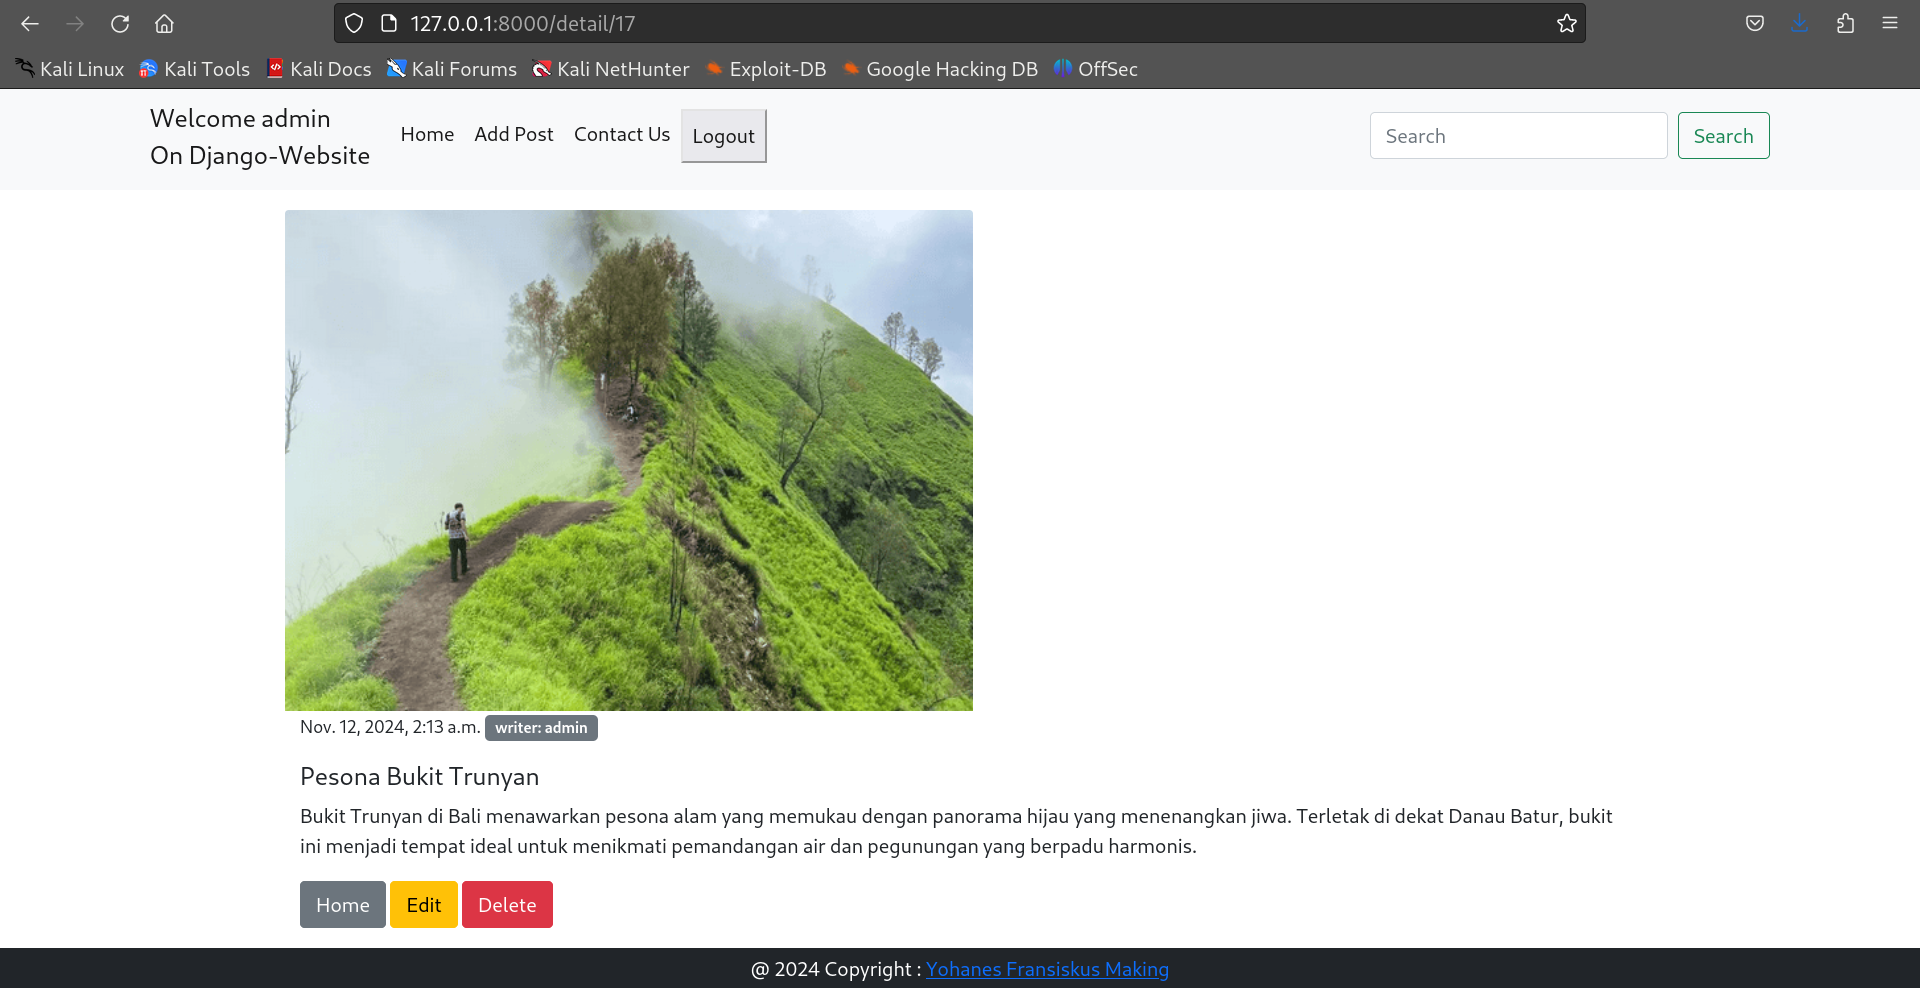 127.0.0.1:8000/detail/17
Kali Linux Kali Tools Kali Docs Kali Forums Kali NetHunter Exploit-DB Google Hacking DB OffSec
Welcome admin
On Django-Website
Home Add Post Contact Us Logout Search Search
Nov. 12, 2024, 2:13 a.m. writer: admin
Pesona Bukit Trunyan
Bukit Trunyan di Bali menawarkan pesona alam yang memukau dengan panorama hijau yang menenangkan jiwa. Terletak di dekat Danau Batur, bukit
ini menjadi tempat ideal untuk menikmati pemandangan air dan pegunungan yang berpadu harmonis.
Home Edit Delete
@ 2024 Copyright : Yohanes Fransiskus Making